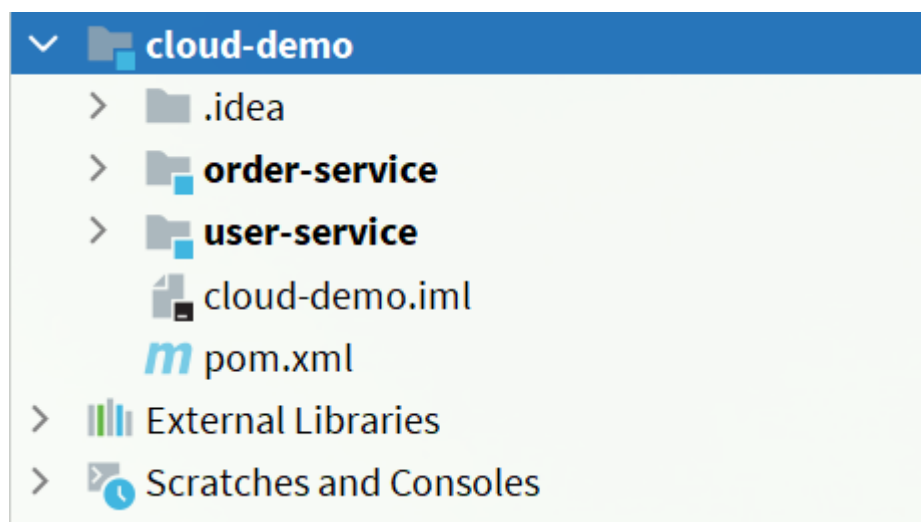 cloud-demo
.idea
order-service
user-service
cloud-demo.iml
m pom.xml
External Libraries
Scratches and Consoles